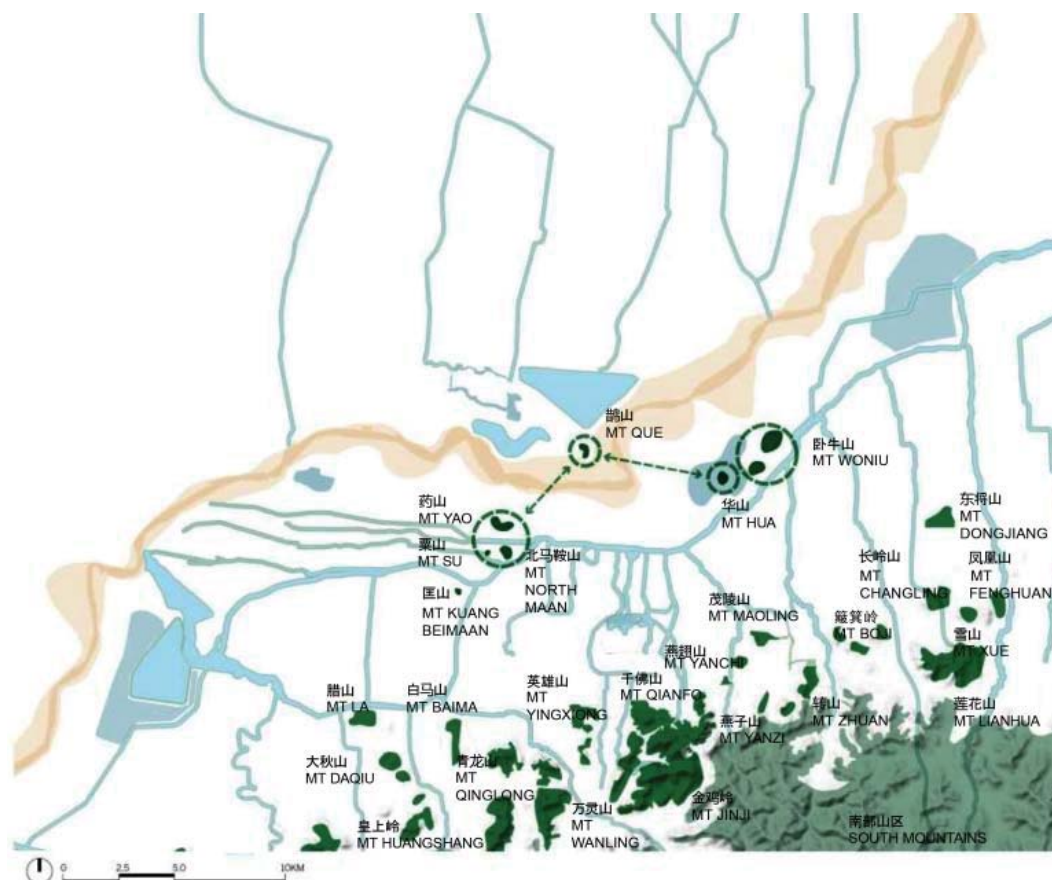 鹊山
MT QUE
卧牛山
MT WONIU
华山
MT HUA
药山
MT YAO
粟山
MT SU
北马鞍山
MT
NORTH
MAAN
匡山
MT KUANG
BEIMAAN
东将山
MT
DONGJIANG
长岭山
MT
CHANGLING
凤凰山
MT
FENGHUAN
茂陵山
MT MAOLING
簸箕岭
MT BOJI
雪山
MT XUE
燕翅山
MT YANCHI
腊山
MT LA
白马山
MT BAIMA
英雄山
MT
YINGXIONG
千佛山
MT QIANFO
燕子山
MT YANZI
转山
MT ZHUAN
莲花山
MT LIANHUA
大秋山
MT DAQIU
青龙山
MT
QINGLONG
皇上岭
MT HUANGSHANG
万灵山
MT
WANLING
金鸡岭
MT JINJI
南部山区
SOUTH MOUNTAINS
0 2.5 5.0 10KM